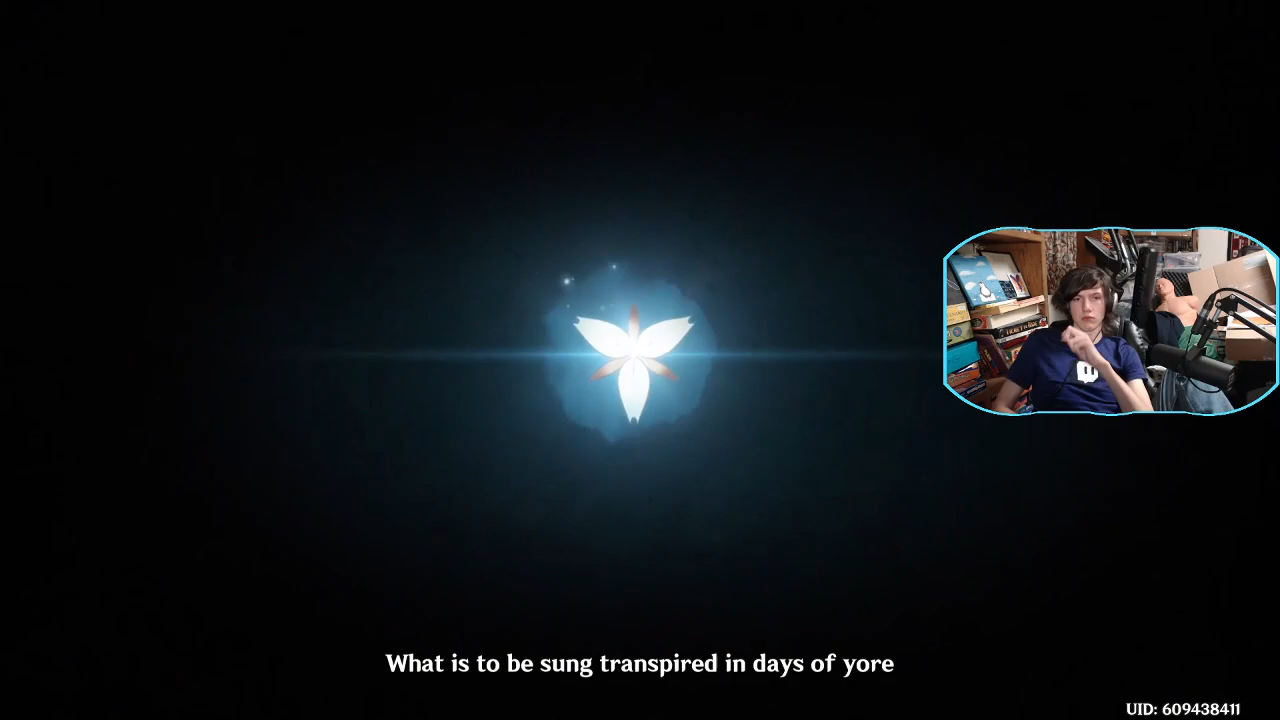 What is to be sung transpired in days of yore
UID: 609438411